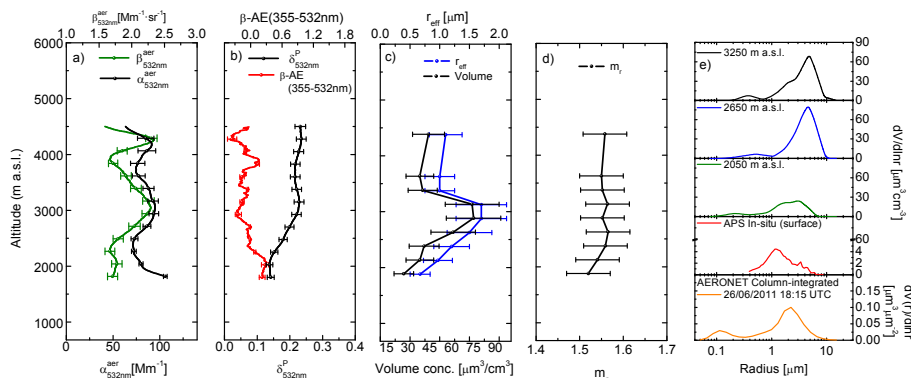 β^aer_532nm[Mm⁻¹·sr⁻¹]
0.0 0.5 1.0 1.5 2.0 2.5 3.0
β-AE(355-532nm)
0.0 0.4 0.8 1.2
r_eff [μm]
0.0 0.5 1.0 1.5 2.0
6000
5000
4000
3000
2000
1000
Altitude (m a.s.l.)
a)
β^aer_532nm
α^aer_532nm
b)
δ^P_532nm
β-AE
(355-532nm)
c)
r_eff
Volume
d)
m_r
e)
3250 m a.s.l.
2650 m a.s.l.
2050 m a.s.l.
APS In-situ (surface)
AERONET Column-integrated
26/06/2011 18:15 UTC
90
60
30
0
60
30
0
60
30
0
60
4
2
0
0.10
0.05
0.00
dV/dlnr
[μm³cm⁻³]
dV(r)/dlnr
[μm³μm⁻²]
0 50 100 150
α^aer_532nm[Mm⁻¹]
0.0 0.1 0.2 0.3 0.4
δ^P_532nm
15 30 45 60 75 90
Volume conc. [μm³/cm³]
1.4 1.5 1.6 1.7
0.1 1 10
Radius [μm]